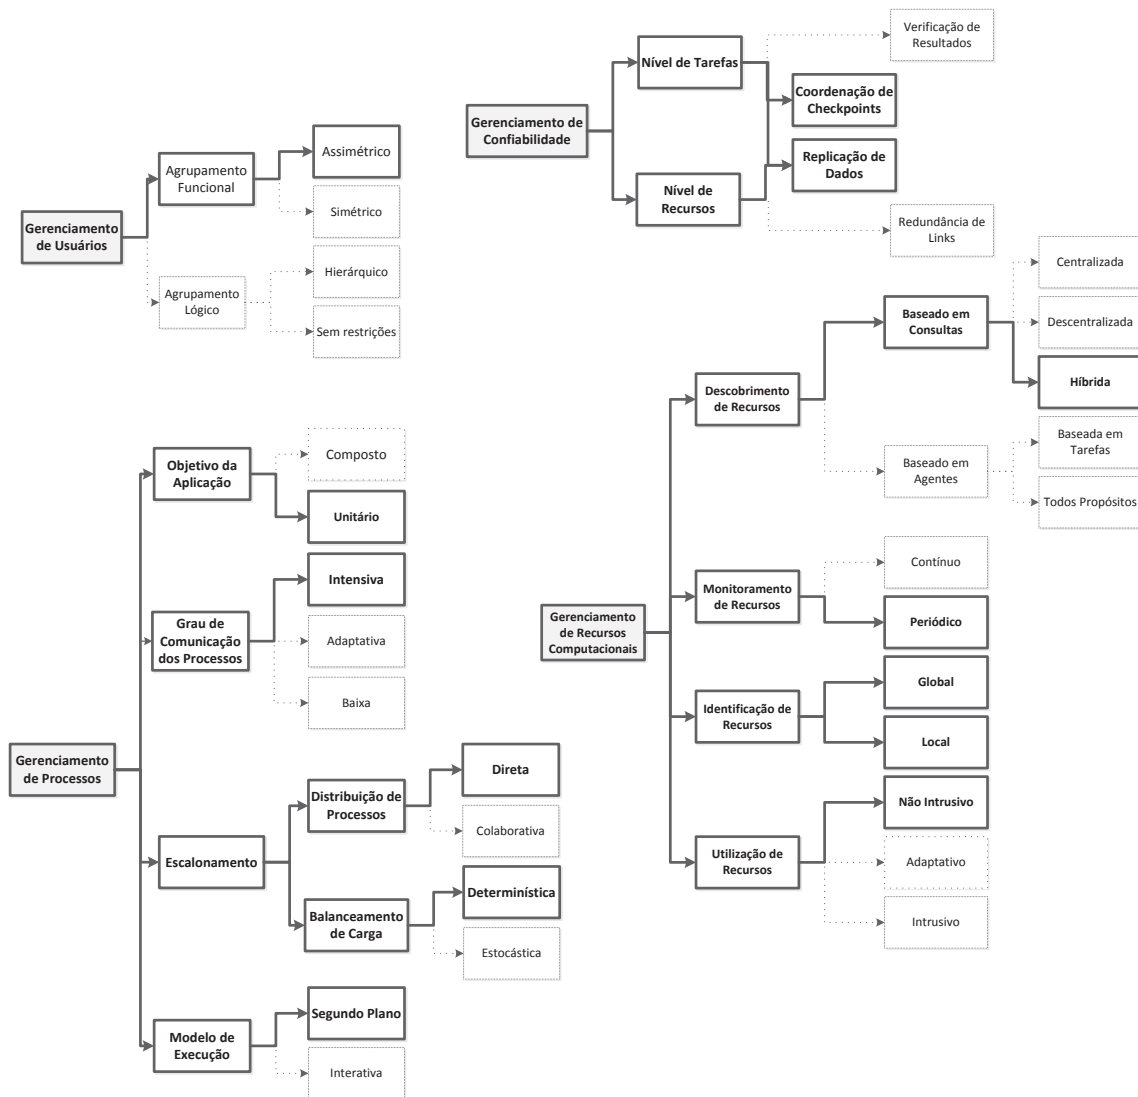 Gerenciamento
de Usuários
Agrupamento
Funcional
Assimétrico
Simétrico
Agrupamento
Lógico
Hierárquico
Sem restrições
Gerenciamento de
Confiabilidade
Nível de Tarefas
Verificação de
Resultados
Coordenação de
Checkpoints
Replicação de
Dados
Nível de
Recursos
Redundância de
Links
Gerenciamento
de Processos
Objetivo da
Aplicação
Composto
Unitário
Grau de
Comunicação
dos Processos
Intensiva
Adaptativa
Baixa
Escalonamento
Distribuição de
Processos
Direta
Colaborativa
Balanceamento
de Carga
Determinística
Estocástica
Modelo de
Execução
Segundo Plano
Interativa
Gerenciamento
de Recursos
Computacionais
Descobrimento
de Recursos
Baseado em
Consultas
Centralizada
Descentralizada
Híbrida
Baseado em
Agentes
Baseada em
Tarefas
Todos Propósitos
Monitoramento
de Recursos
Contínuo
Periódico
Identificação de
Recursos
Global
Local
Utilização de
Recursos
Não Intrusivo
Adaptativo
Intrusivo